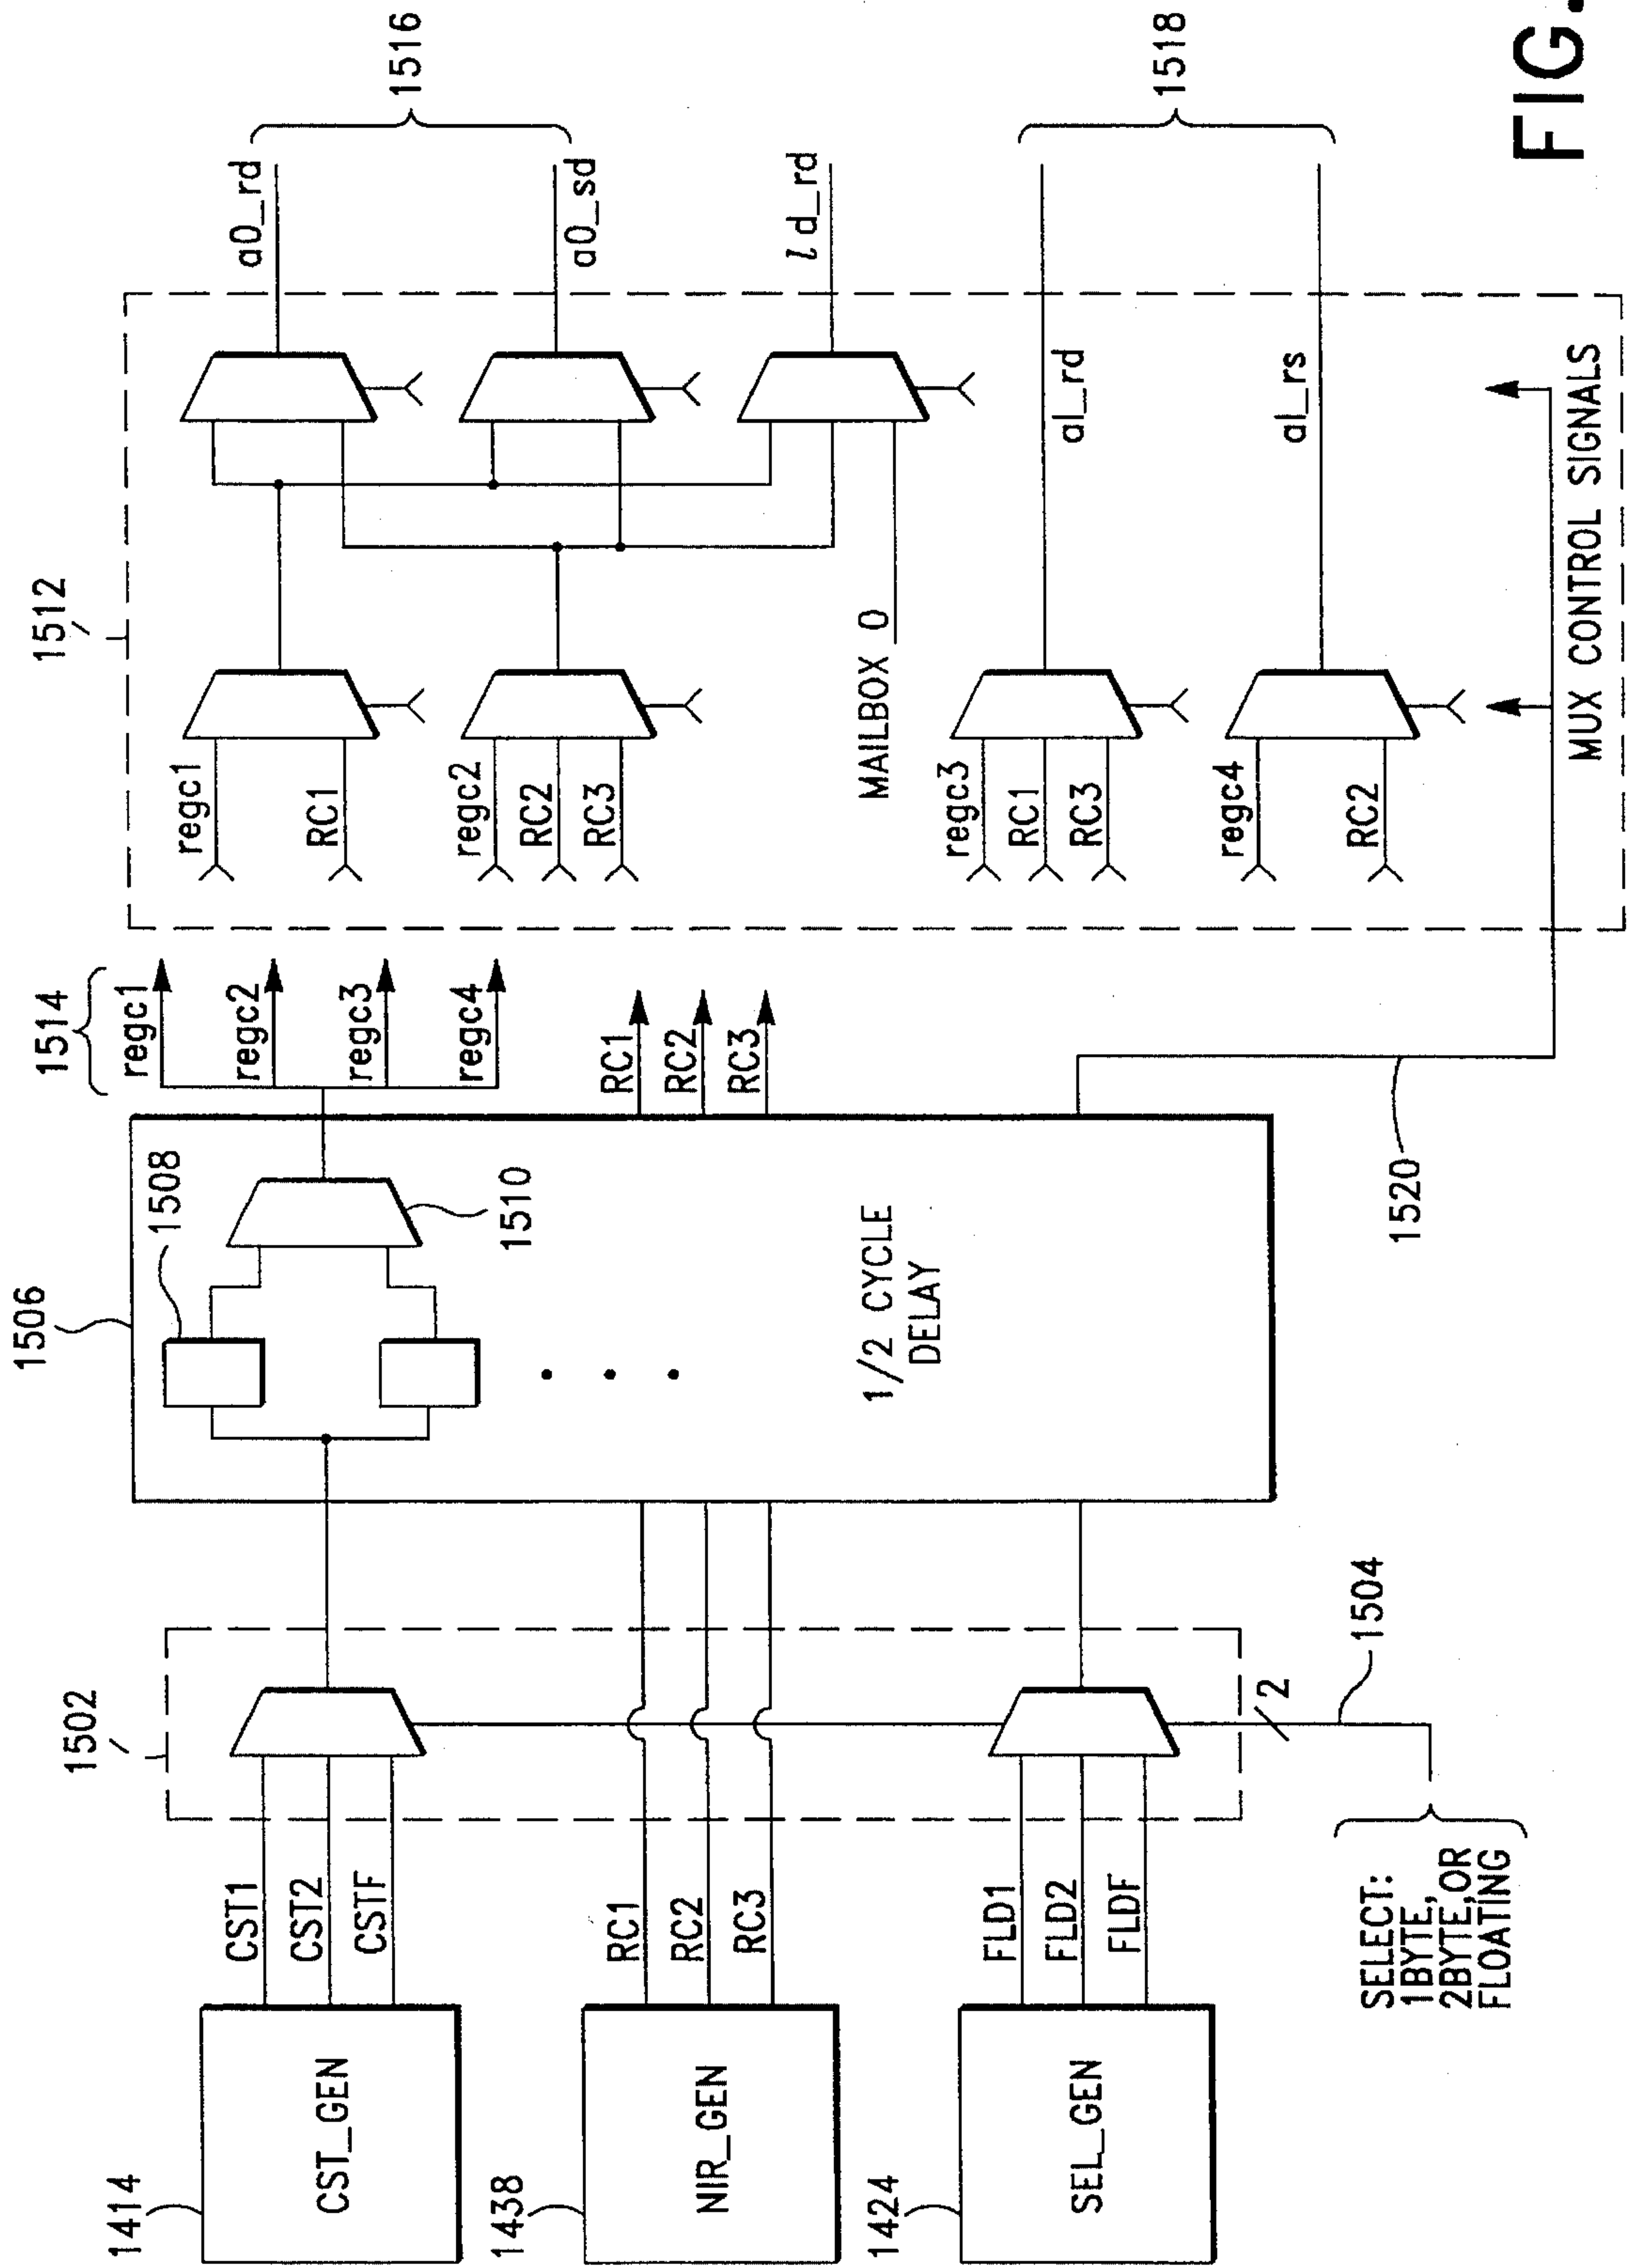 1414
CST_GEN
CST1
CST2
CSTF
1438
NIR_GEN
RC1
RC2
RC3
1424
SEL_GEN
FLD1
FLD2
FLDF
1502
SELECT:
1BYTE,
2BYTE,OR
FLOATING
2
1504
1506
1508
1510
1/2 CYCLE
DELAY
1514
regc1
regc2
regc3
regc4
RC1
RC2
RC3
1520
1512
regc1
RC1
regc2
RC2
RC3
MAILBOX_O
regc3
RC1
RC3
regc4
RC2
al_rd
al_rs
MUX CONTROL SIGNALS
a0_rd
a0_sd
ld_rd
1516
1518
FIG.